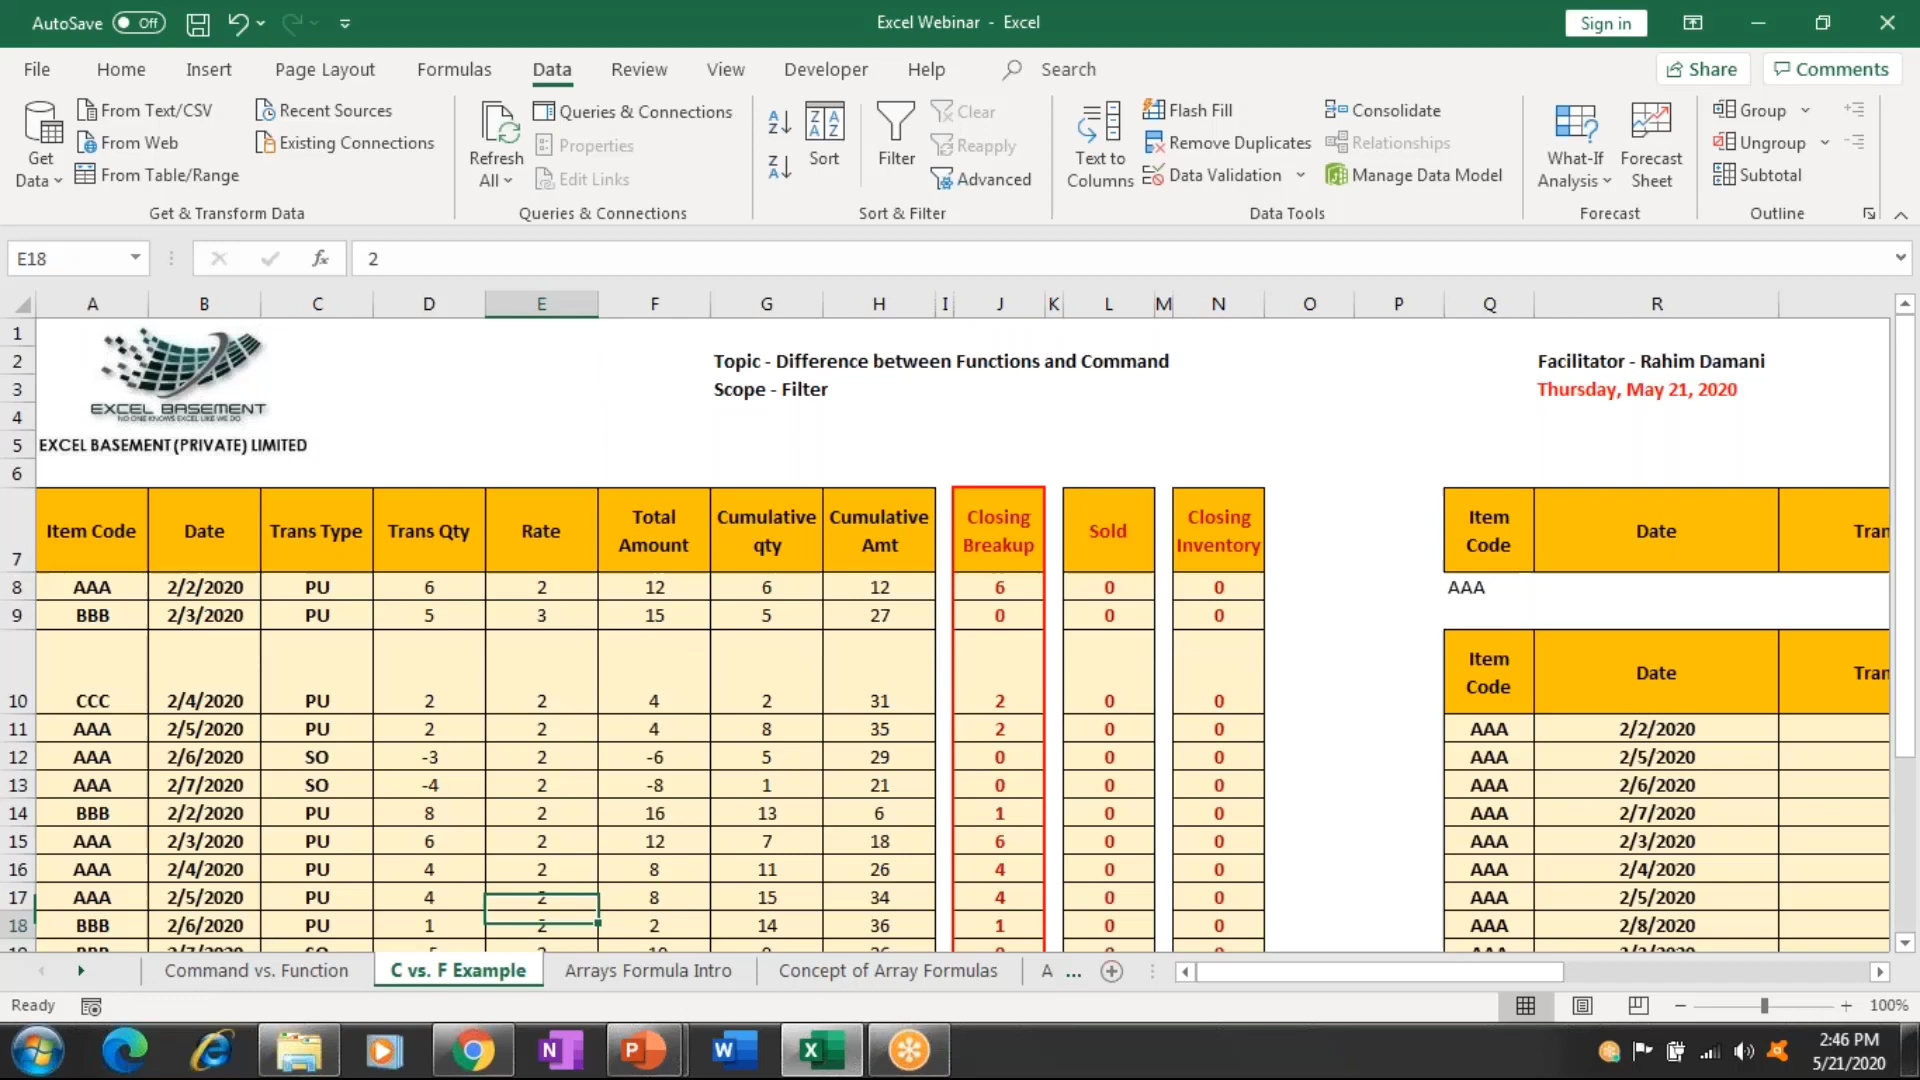 AutoSave Off
Excel Webinar - Excel
Sign in
File Home Insert Page Layout Formulas Data Review View Developer Help Search
Share Comments
Get Data
From Text/CSV
From Web
From Table/Range
Recent Sources
Existing Connections
Get & Transform Data
Refresh All
Queries & Connections
Properties
Edit Links
Queries & Connections
Sort
Filter
Clear
Reapply
Advanced
Sort & Filter
Text to Columns
Flash Fill
Remove Duplicates
Data Validation
Consolidate
Relationships
Manage Data Model
Data Tools
What-If Analysis
Forecast Sheet
Forecast
Group
Ungroup
Subtotal
Outline
E18 fx 2
A B C D E F G H I J K L M N O P Q R
1
2 Topic - Difference between Functions and Command Facilitator - Rahim Damani
3 Scope - Filter Thursday, May 21, 2020
4
EXCEL BASEMENT
NO ONE KNOWS EXCEL LIKE WE DO
5 EXCEL BASEMENT (PRIVATE) LIMITED
6
7 Item Code Date Trans Type Trans Qty Rate Total Amount Cumulative qty Cumulative Amt Closing Breakup Sold Closing Inventory Item Code Date Tran
8 AAA 2/2/2020 PU 6 2 12 6 12 6 0 0 AAA
9 BBB 2/3/2020 PU 5 3 15 5 27 0 0 0
10 CCC 2/4/2020 PU 2 2 4 2 31 2 0 0 Item Code Date Tran
11 AAA 2/5/2020 PU 2 2 4 8 35 2 0 0 AAA 2/2/2020
12 AAA 2/6/2020 SO -3 2 -6 5 29 0 0 0 AAA 2/5/2020
13 AAA 2/7/2020 SO -4 2 -8 1 21 0 0 0 AAA 2/6/2020
14 BBB 2/2/2020 PU 8 2 16 13 6 1 0 0 AAA 2/7/2020
15 AAA 2/3/2020 PU 6 2 12 7 18 6 0 0 AAA 2/3/2020
16 AAA 2/4/2020 PU 4 2 8 11 26 4 0 0 AAA 2/4/2020
17 AAA 2/5/2020 PU 4 2 8 15 34 4 0 0 AAA 2/5/2020
18 BBB 2/6/2020 PU 1 2 2 14 36 1 0 0 AAA 2/8/2020
Command vs. Function C vs. F Example Arrays Formula Intro Concept of Array Formulas A ...
Ready 100%
2:46 PM
5/21/2020